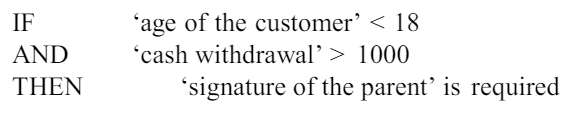 IF ‘age of the customer’ < 18
AND ‘cash withdrawal’ > 1000
THEN ‘signature of the parent’ is required